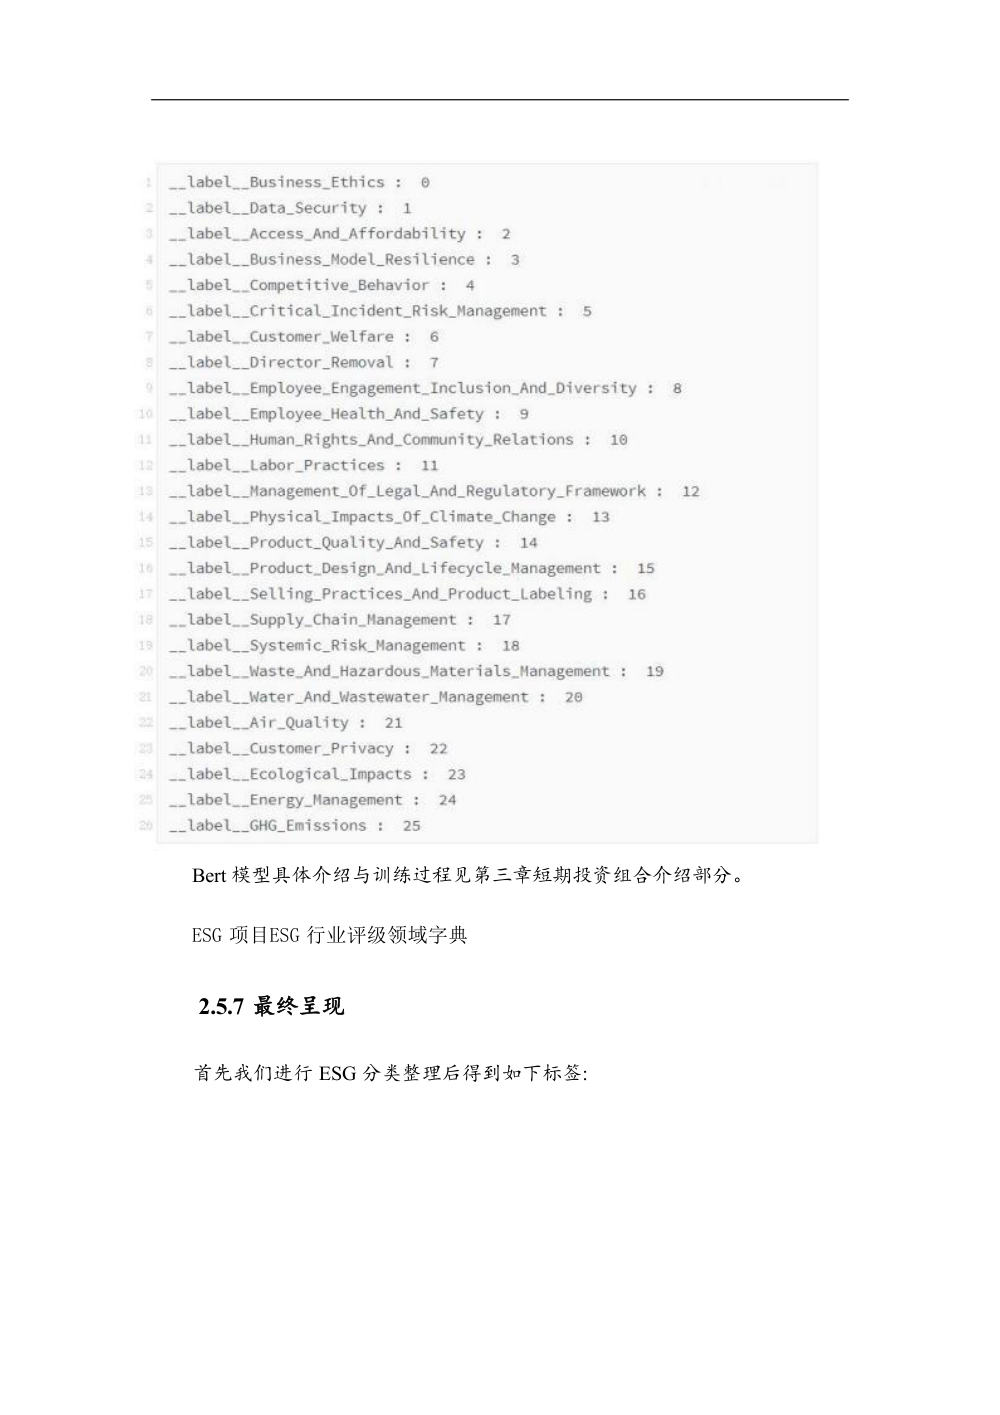 1 __label__Business_Ethics : 0
2 __label__Data_Security : 1
3 __label__Access_And_Affordability : 2
4 __label__Business_Model_Resilience : 3
5 __label__Competitive_Behavior : 4
6 __label__Critical_Incident_Risk_Management : 5
7 __label__Customer_Welfare : 6
8 __label__Director_Removal : 7
9 __label__Employee_Engagement_Inclusion_And_Diversity : 8
10 __label__Employee_Health_And_Safety : 9
11 __label__Human_Rights_And_Community_Relations : 10
12 __label__Labor_Practices : 11
13 __label__Management_Of_Legal_And_Regulatory_Framework : 12
14 __label__Physical_Impacts_Of_Climate_Change : 13
15 __label__Product_Quality_And_Safety : 14
16 __label__Product_Design_And_Lifecycle_Management : 15
17 __label__Selling_Practices_And_Product_Labeling : 16
18 __label__Supply_Chain_Management : 17
19 __label__Systemic_Risk_Management : 18
20 __label__Waste_And_Hazardous_Materials_Management : 19
21 __label__Water_And_Wastewater_Management : 20
22 __label__Air_Quality : 21
23 __label__Customer_Privacy : 22
24 __label__Ecological_Impacts : 23
25 __label__Energy_Management : 24
26 __label__GHG_Emissions : 25
Bert 模型具体介绍与训练过程见第三章短期投资组合介绍部分。
ESG 项目ESG 行业评级领域字典
2.5.7 最终呈现
首先我们进行 ESG 分类整理后得到如下标签: